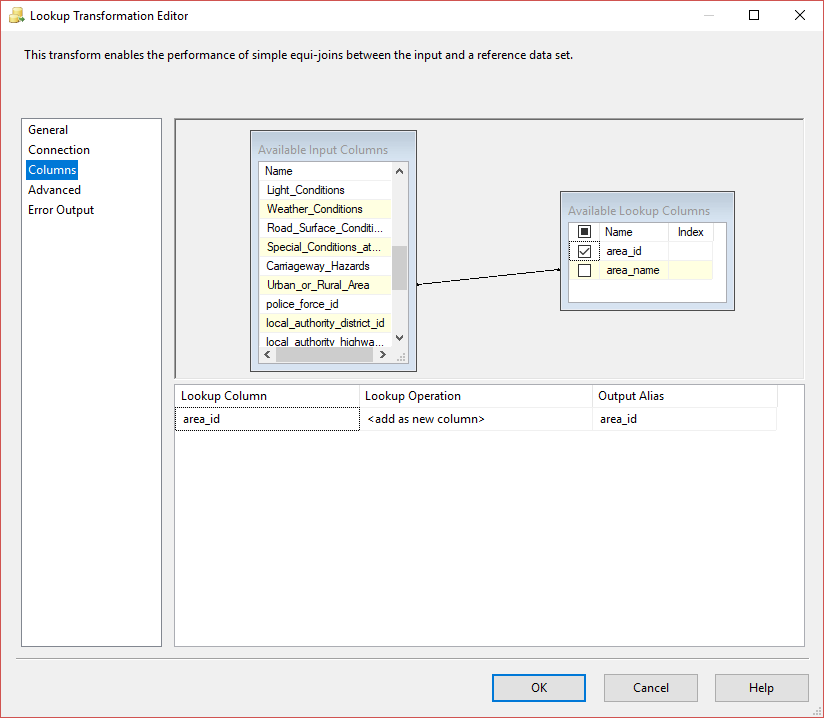 Lookup Transformation Editor
This transform enables the performance of simple equi-joins between the input and a reference data set.
General
Connection
Columns
Advanced
Error Output
Available Input Columns
Name
Light_Conditions
Weather_Conditions
Road_Surface_Conditi...
Special_Conditions_at...
Carriageway_Hazards
Urban_or_Rural_Area
police_force_id
local_authority_district_id
local_authority_highwa...
Available Lookup Columns
Name Index
area_id
area_name
Lookup Column Lookup Operation Output Alias
area_id <add as new column> area_id
OK Cancel Help